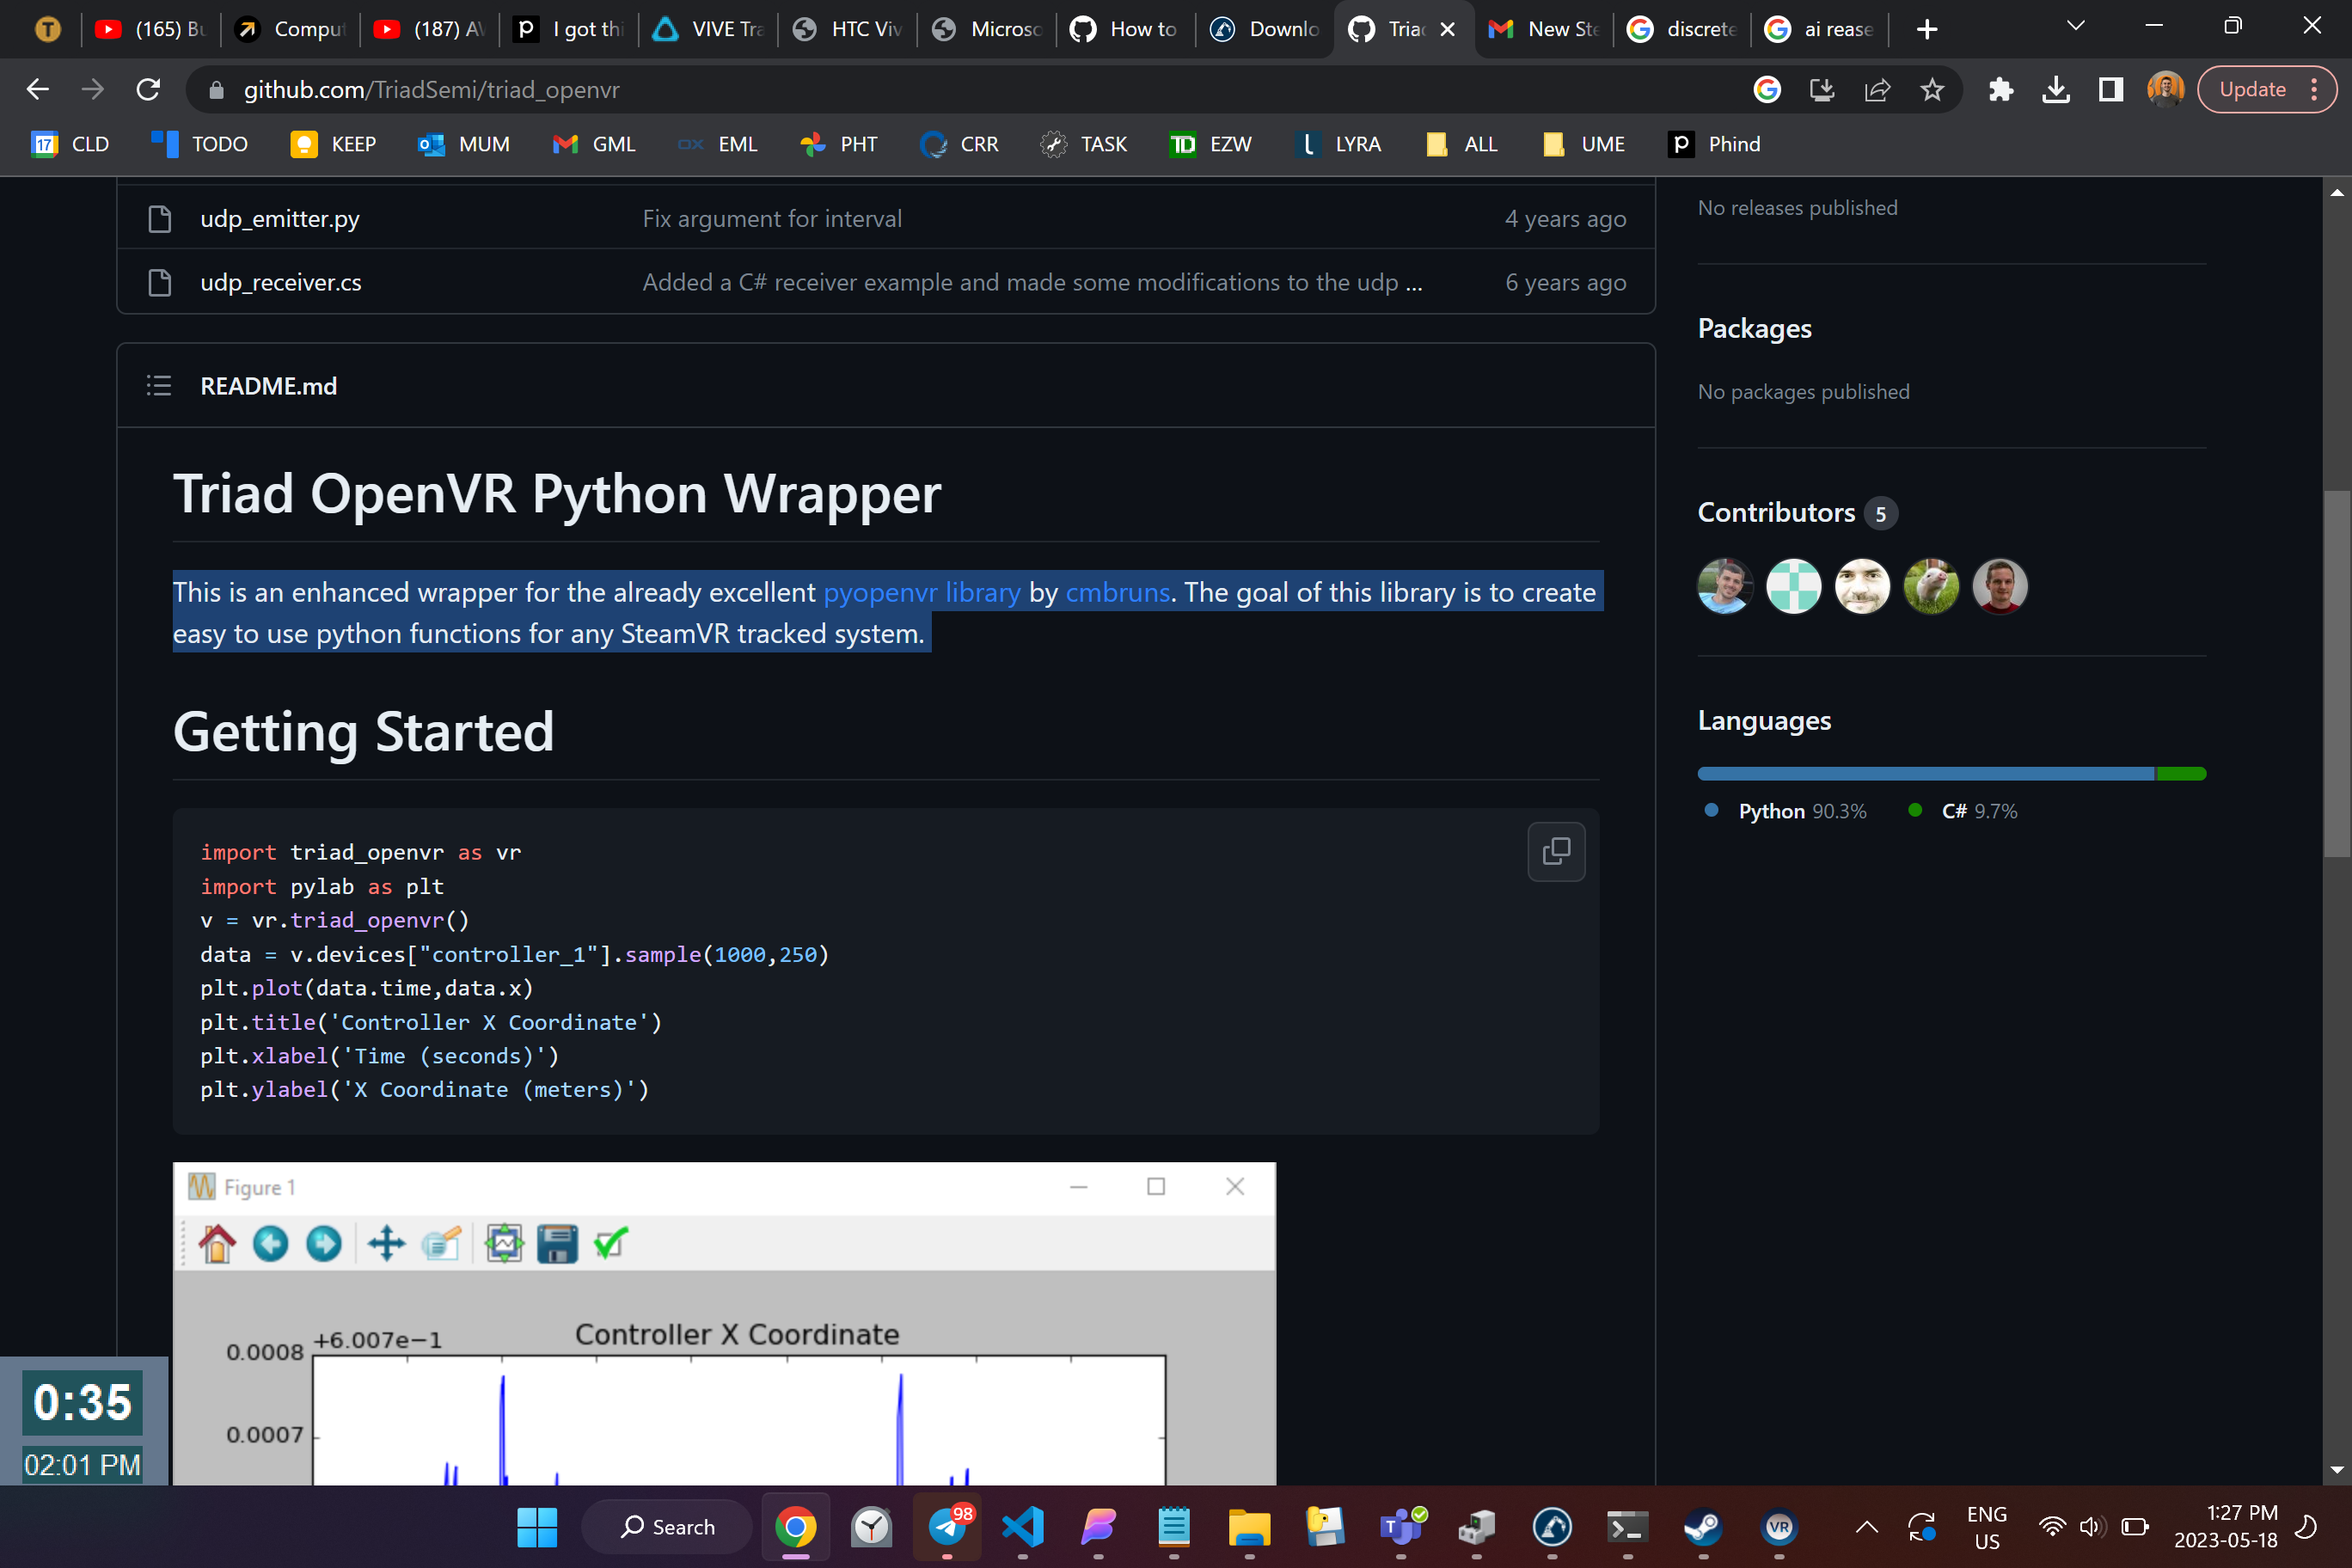 T
(165) Bu
Comput
(187) AV
p
I got thi
VIVE Tra
HTC Viv
Microso
How to
Downlo
Triad
New Ste
discrete
ai rease
github.com/TriadSemi/triad_openvr
Update
17 CLD
TODO
KEEP
MUM
GML
DX EML
PHT
CRR
TASK
TD EZW
LYRA
ALL
UME
p Phind
udp_emitter.py Fix argument for interval 4 years ago
udp_receiver.cs Added a C# receiver example and made some modifications to the udp ... 6 years ago
README.md
Triad OpenVR Python Wrapper
This is an enhanced wrapper for the already excellent pyopenvr library by cmbruns. The goal of this library is to create
easy to use python functions for any SteamVR tracked system.
Getting Started
import triad_openvr as vr
import pylab as plt
v = vr.triad_openvr()
data = v.devices["controller_1"].sample(1000,250)
plt.plot(data.time,data.x)
plt.title('Controller X Coordinate')
plt.xlabel('Time (seconds)')
plt.ylabel('X Coordinate (meters)')
Figure 1
Controller X Coordinate
+6.007e−1
0.0008
0.0007
No releases published
Packages
No packages published
Contributors 5
Languages
Python 90.3% C# 9.7%
0:35
02:01 PM
Search
98
T
VR
ENG
US
1:27 PM
2023-05-18